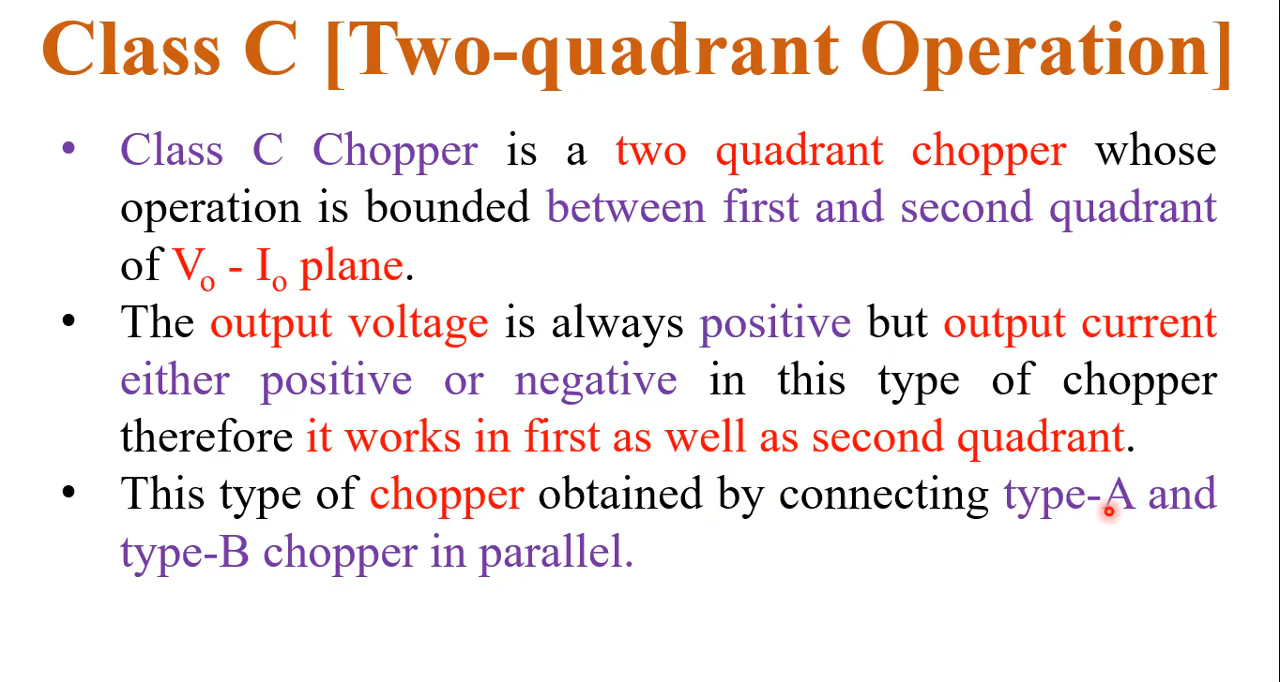 Class C [Two-quadrant Operation]
• Class C Chopper is a two quadrant chopper whose
operation is bounded between first and second quadrant
of Vₒ - Iₒ plane.
• The output voltage is always positive but output current
either positive or negative in this type of chopper
therefore it works in first as well as second quadrant.
• This type of chopper obtained by connecting type-A and
type-B chopper in parallel.